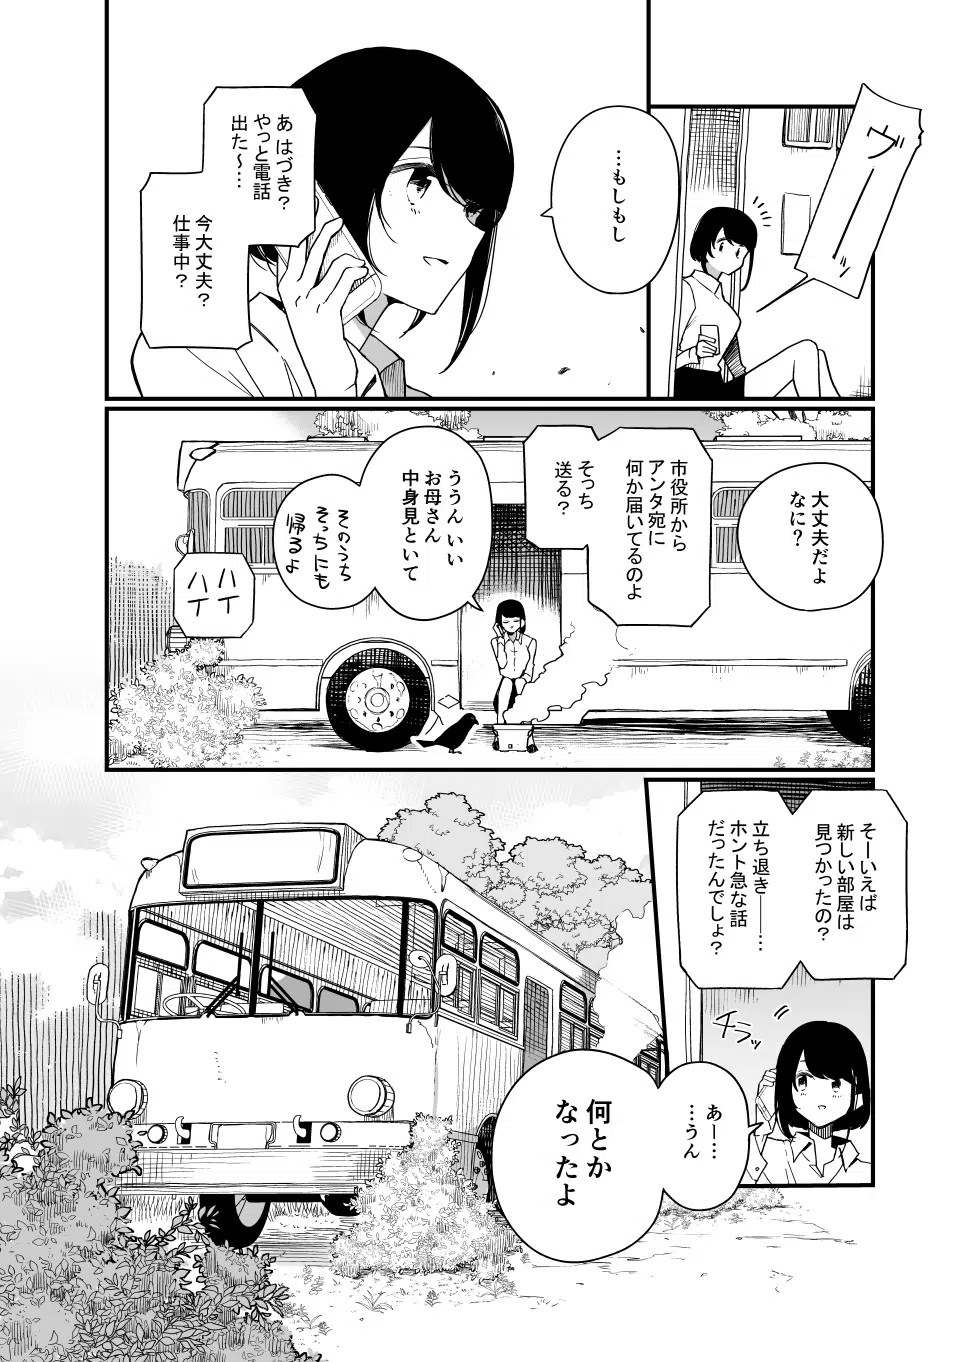 ヴーーー
…もしもし
あ はづき？
やっと電話
出た～…
今大丈夫？
仕事中？
大丈夫だよ
なに？
市役所から
アンタ宛に
何か届いてるのよ
そっち
送る？
ううん いい
お母さん
中身見といて
そのうち
そっちにも
帰るよ
ハイ
ハイ
そーいえば
新しい部屋は
見つかったの？
立ち退き――…
ホント急な話
だったんでしょ？
チラッ
あー…
…うん
何とか
なったよ